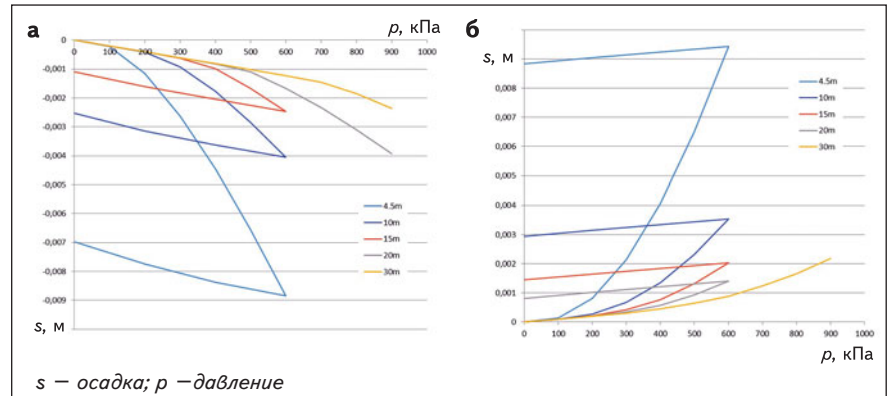 а
p, кПа
0
0 100 200 300 400 500 600 700 800 900 1000
-0,001
-0,002
-0,003
-0,004
-0,005
-0,006
-0,007
-0,008
-0,009
s, м
4.5m
10m
15m
20m
30m
б
s, м
0,008
0,007
0,006
0,005
0,004
0,003
0,002
0,001
0
4.5m
10m
15m
20m
30m
0 100 200 300 400 500 600 700 800 900 1000
p, кПа
s – осадка; p –давление